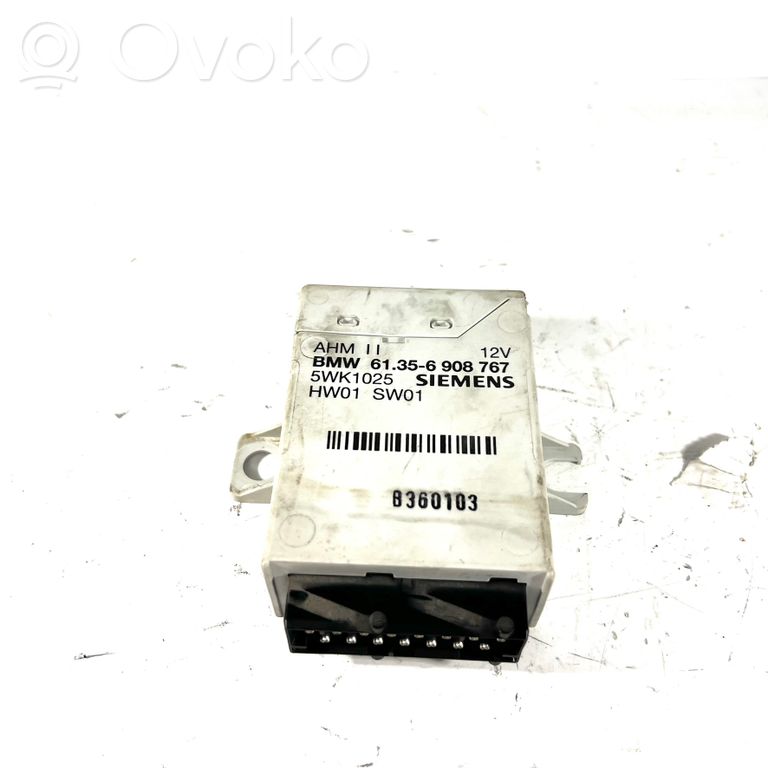 Ovoko
AHM II 12V
BMW 61.35-6 908 767
5WK1025 SIEMENS
HW01 SW01
B360103